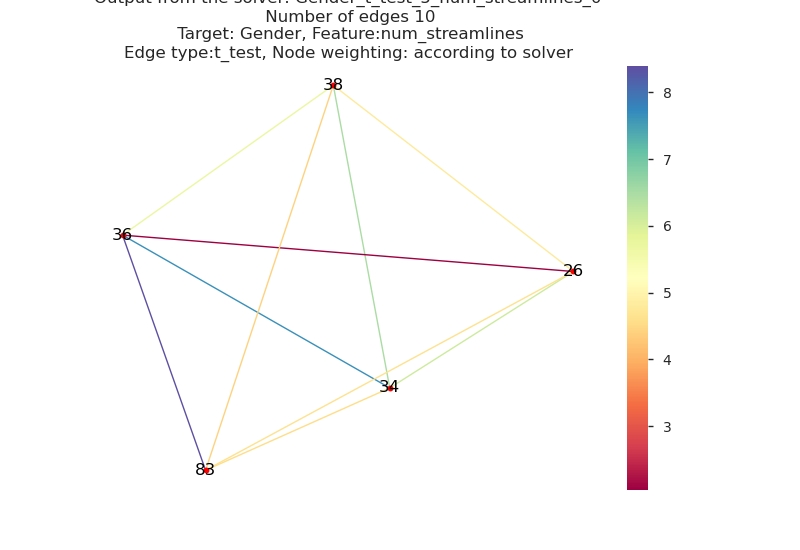 Output from the solver: Gender_t_test_5_num_streamlines_0
Number of edges 10
Target: Gender, Feature:num_streamlines
Edge type:t_test, Node weighting: according to solver
38
36
26
34
83
8
7
6
5
4
3